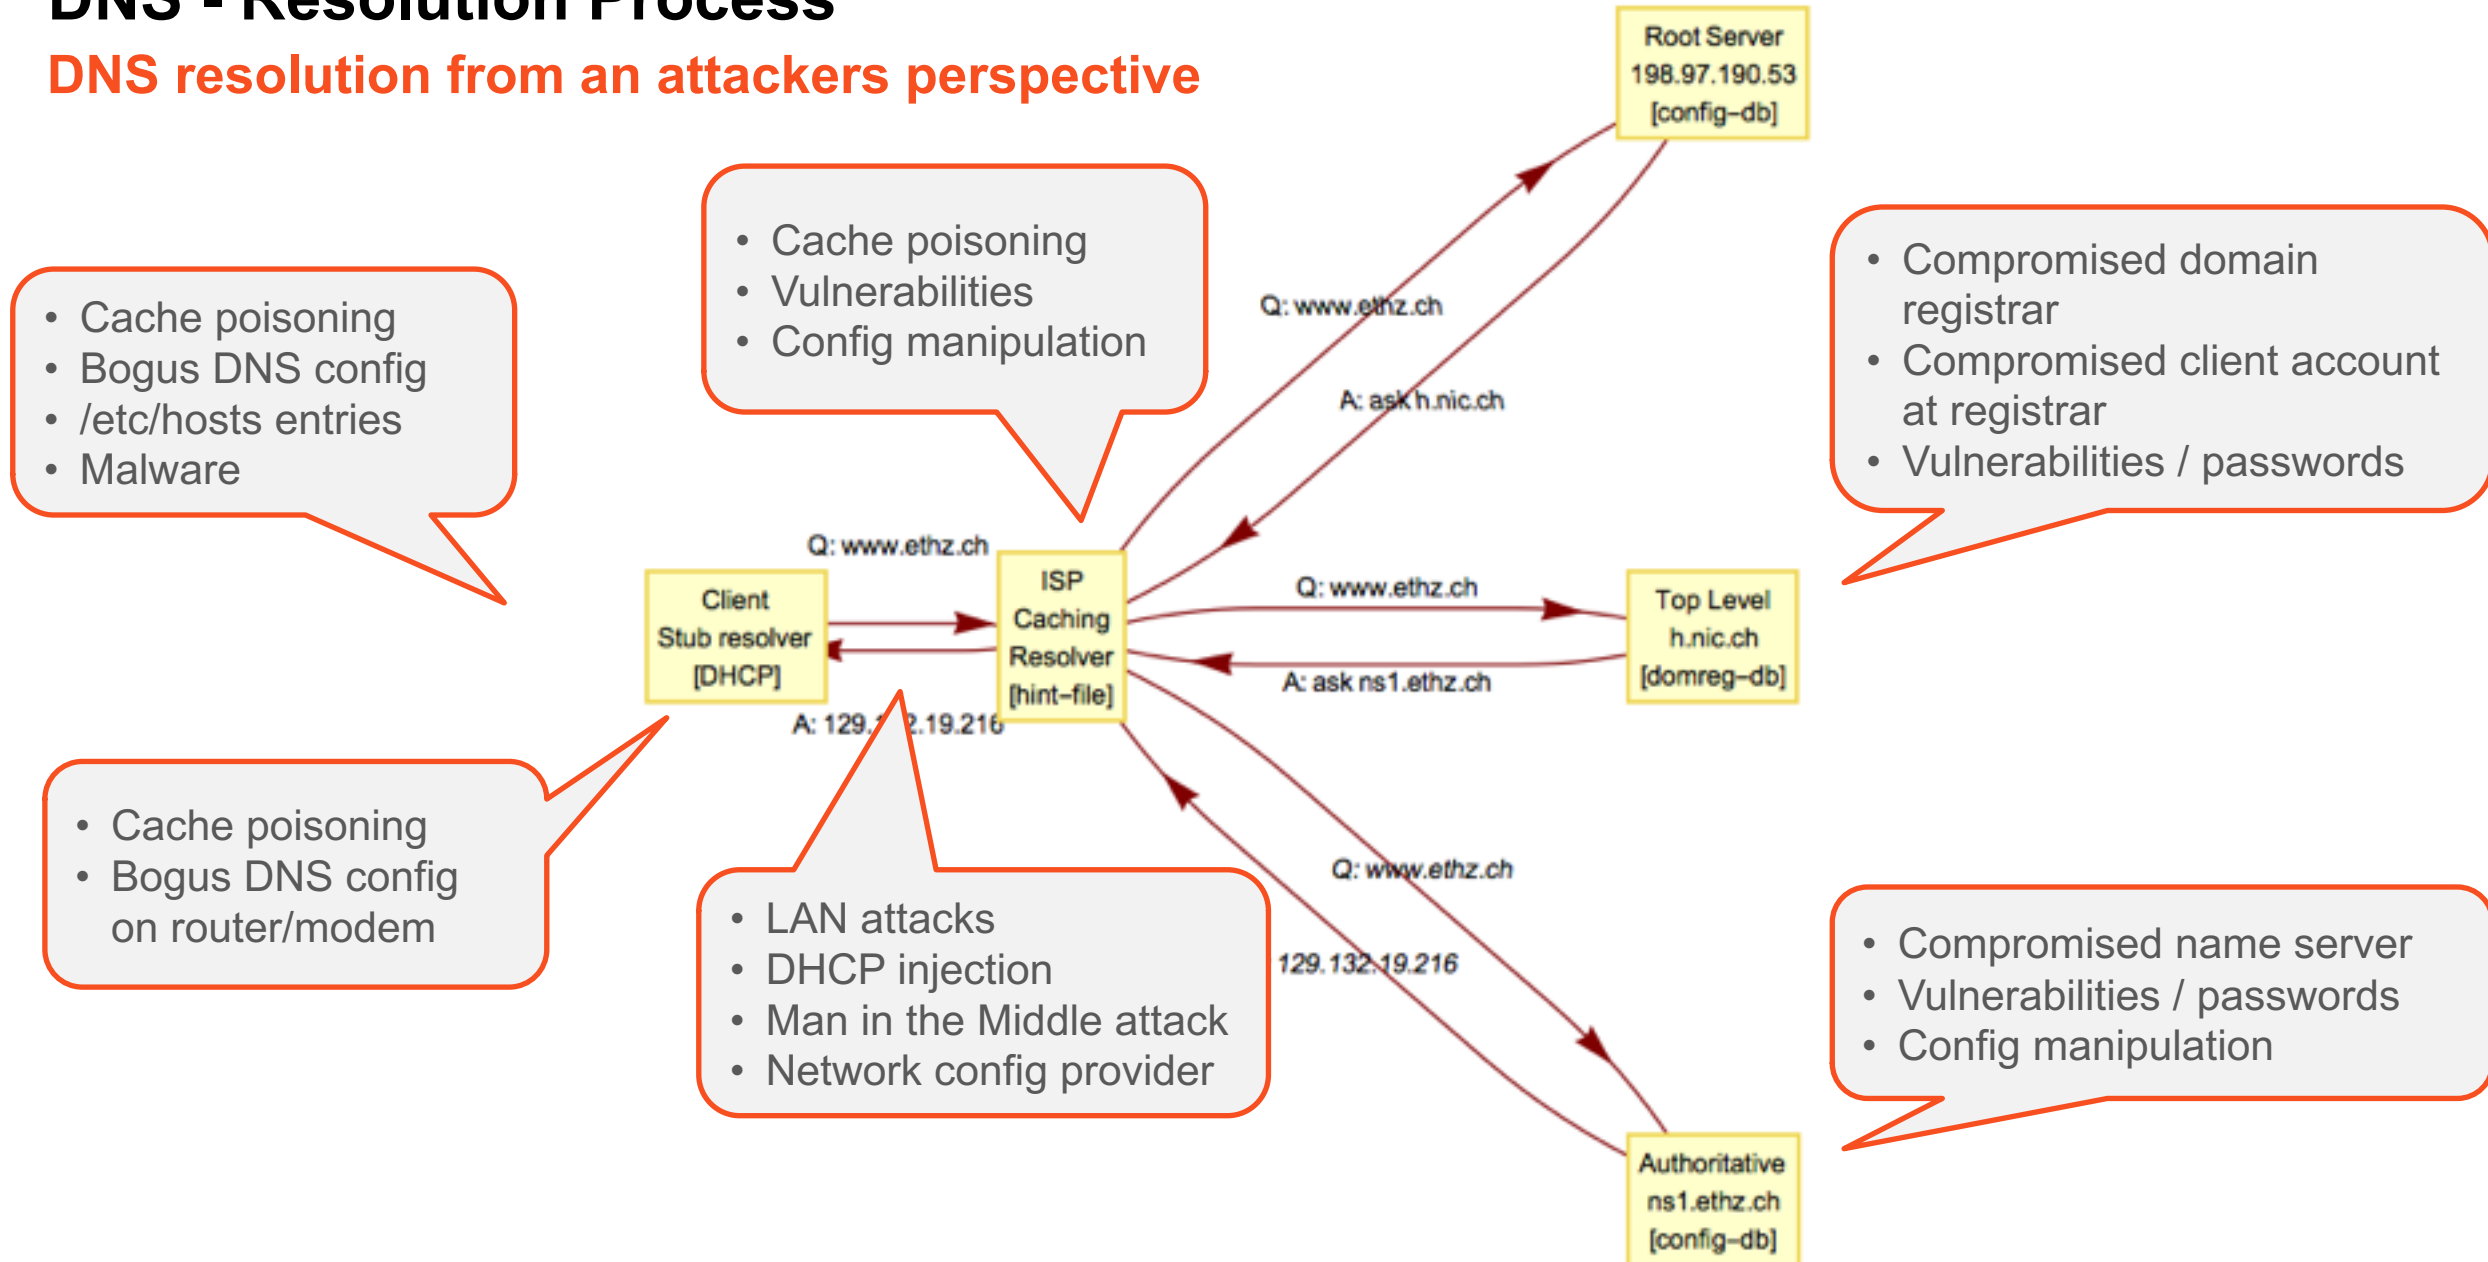 DNS - Resolution Process
DNS resolution from an attackers perspective
Root Server
198.97.190.53
[config-db]
• Cache poisoning
• Vulnerabilities
• Config manipulation
• Compromised domain
registrar
• Compromised client account
at registrar
• Vulnerabilities / passwords
• Cache poisoning
• Bogus DNS config
• /etc/hosts entries
• Malware
Q: www.ethz.ch
A: ask h.nic.ch
Q: www.ethz.ch
Client
Stub resolver
[DHCP]
ISP
Caching
Resolver
[hint-file]
Q: www.ethz.ch
A: ask ns1.ethz.ch
Top Level
h.nic.ch
[domreg-db]
A: 129. 2.19.216
• Cache poisoning
• Bogus DNS config
on router/modem
• LAN attacks
• DHCP injection
• Man in the Middle attack
• Network config provider
Q: www.ethz.ch
129.132.19.216
• Compromised name server
• Vulnerabilities / passwords
• Config manipulation
Authoritative
ns1.ethz.ch
[config-db]